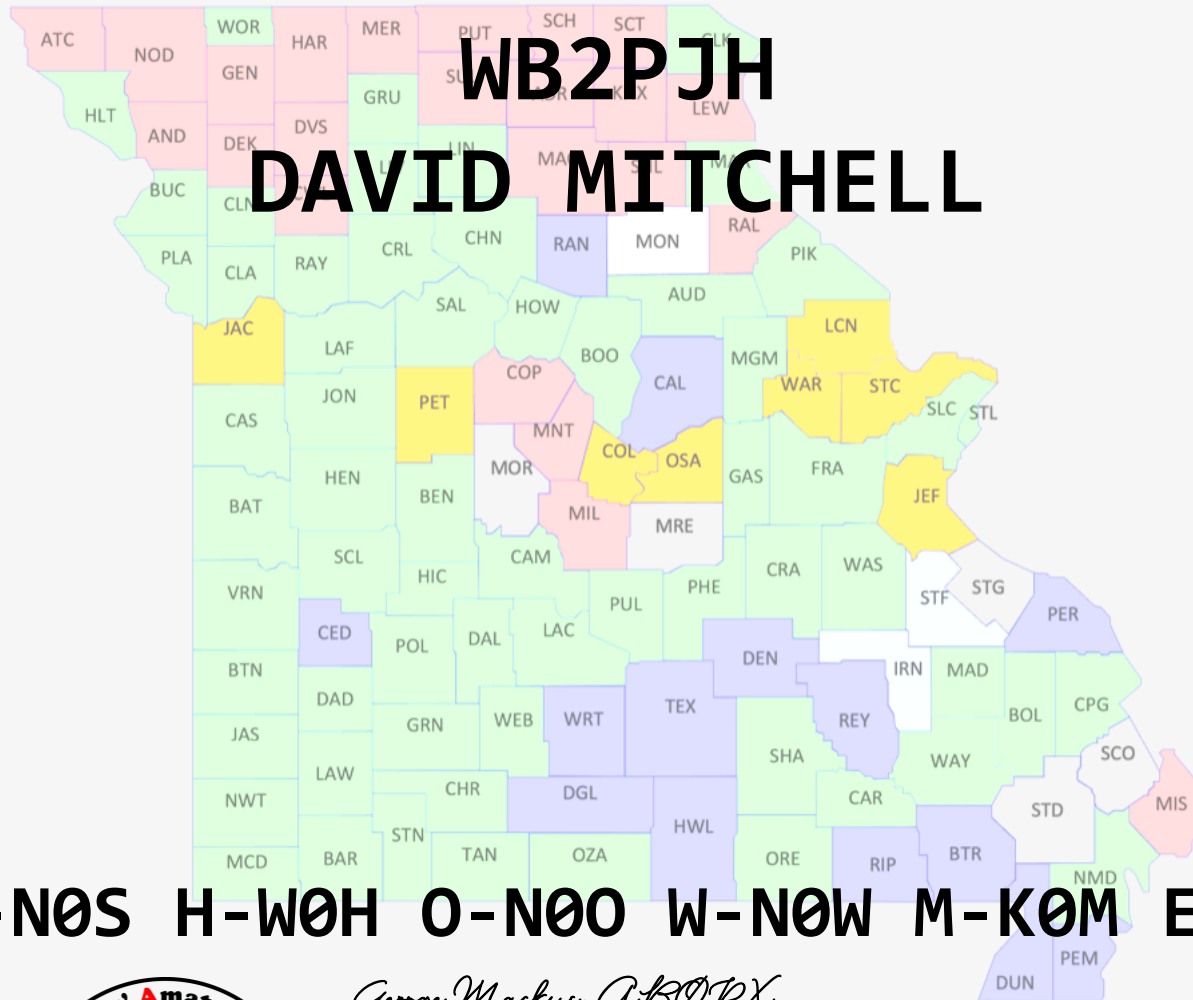 WOR
SCH
ATC
HAR
MER
PUT
SCT
CLK
NOD
WB2PJH
GEN
GRU
HLT
LEW
AND
DVS
DEK
LIN
MAC
DAVID MITCHELL
BUC
CLN
CHN
RAN
MON
RAL
PLA
CLA
RAY
CRL
PIK
SAL
HOW
AUD
JAC
LCN
LAF
BOO
MGM
COP
CAL
WAR
STC
JON
PET
SLC
STL
CAS
MNT
COL
OSA
MOR
FRA
HEN
BEN
GAS
JEF
BAT
MIL
MRE
SCL
CAM
HIC
CRA
WAS
VRN
PUL
PHE
STF
STG
CED
POL
DAL
LAC
PER
DEN
BTN
IRN
MAD
DAD
GRN
WEB
WRT
TEX
REY
BOL
CPG
JAS
SHA
WAY
SCO
LAW
CHR
DGL
CAR
NWT
STN
HWL
STD
MIS
MCD
BAR
TAN
OZA
ORE
RIP
BTR
NMD
-N0S H-W0H O-N0O W-N0W M-K0M E
PEM
DUN